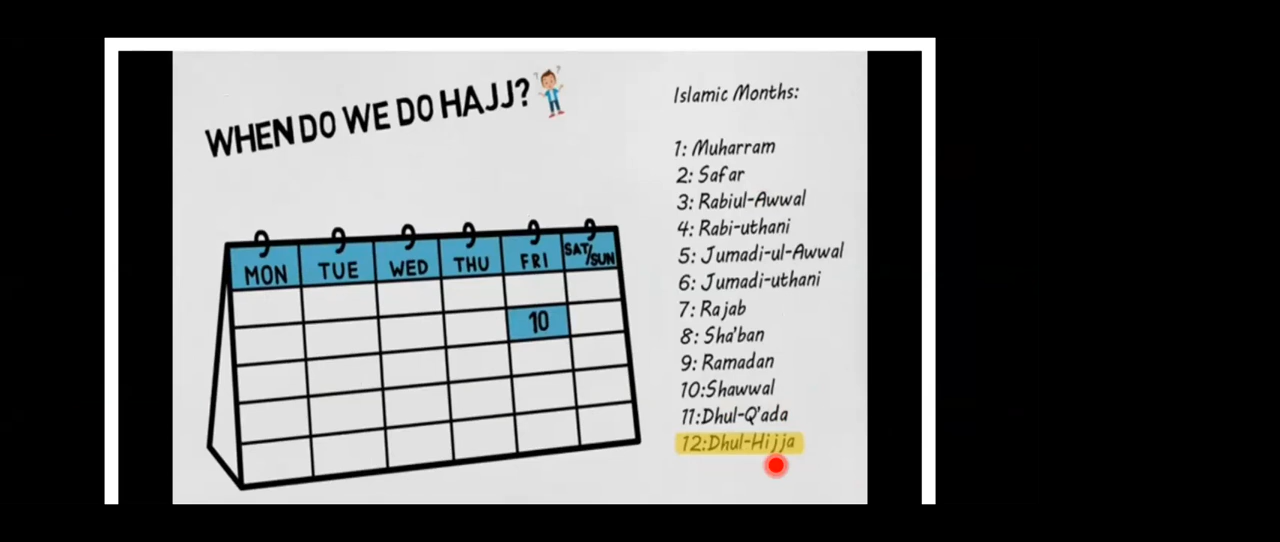 WHEN DO WE DO HAJJ?
MON TUE WED THU FRI SAT/SUN
10
Islamic Months:
1: Muharram
2: Safar
3: Rabiul-Awwal
4: Rabi-uthani
5: Jumadi-ul-Awwal
6: Jumadi-uthani
7: Rajab
8: Sha'ban
9: Ramadan
10:Shawwal
11:Dhul-Q'ada
12:Dhul-Hijja